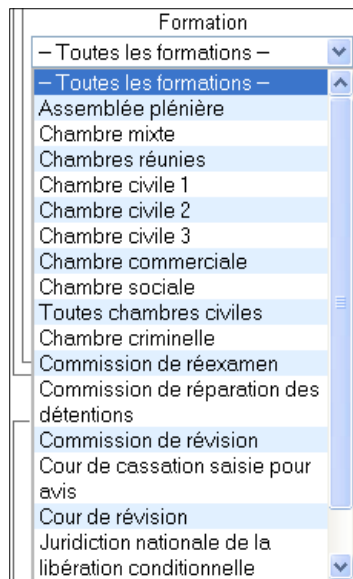 Formation
– Toutes les formations –
– Toutes les formations –
Assemblée plénière
Chambre mixte
Chambres réunies
Chambre civile 1
Chambre civile 2
Chambre civile 3
Chambre commerciale
Chambre sociale
Toutes chambres civiles
Chambre criminelle
Commission de réexamen
Commission de réparation des
détentions
Commission de révision
Cour de cassation saisie pour
avis
Cour de révision
Juridiction nationale de la
libération conditionnelle